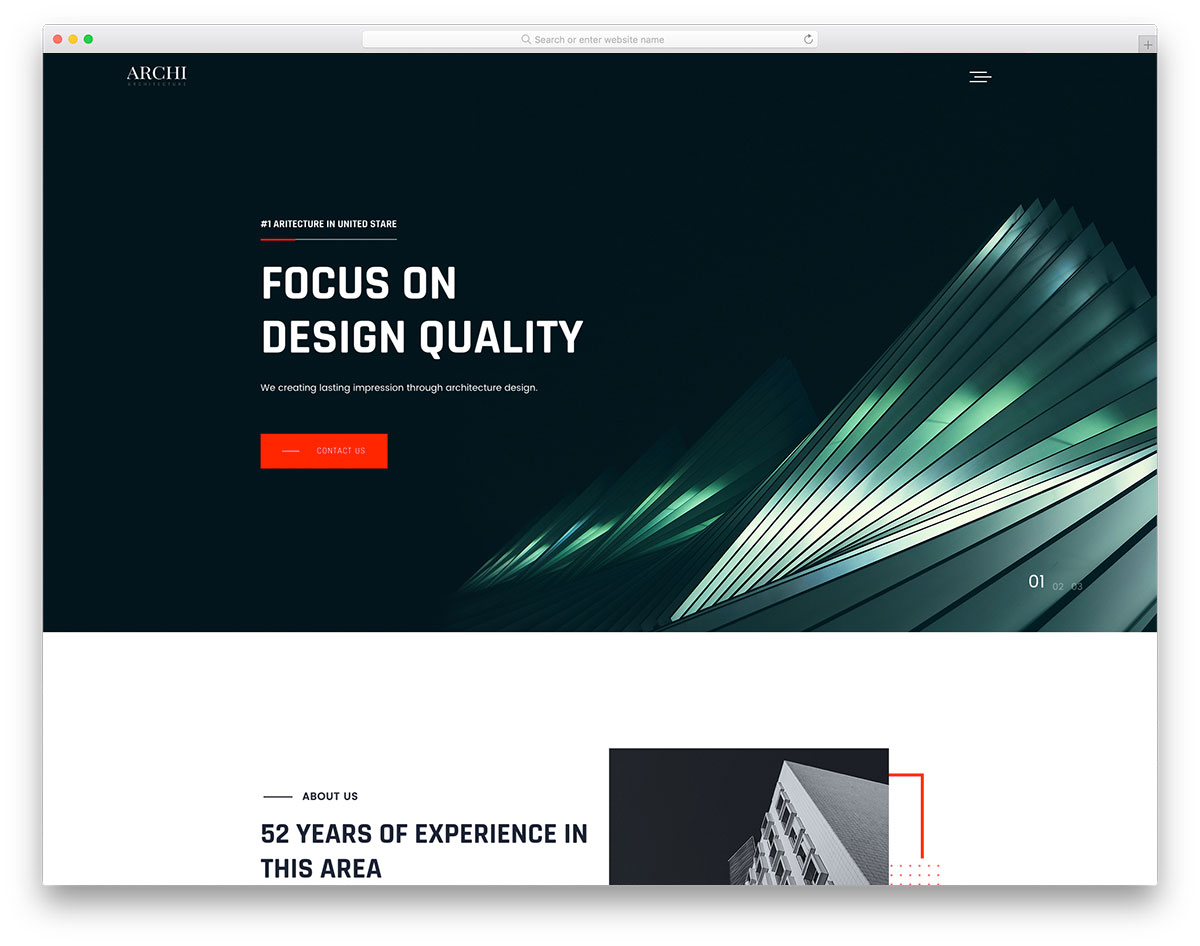 Search or enter website name
ARCHI
ARCHITECTURE
#1 ARITECTURE IN UNITED STARE
FOCUS ON
DESIGN QUALITY
We creating lasting impression through architecture design.
CONTACT US
01 02 03
ABOUT US
52 YEARS OF EXPERIENCE IN
THIS AREA